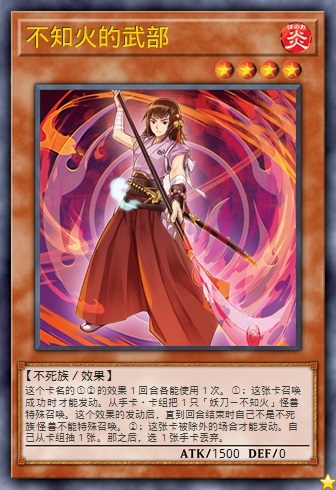 不知火的武部
炎
【不死族／效果】
这个卡名的①②的效果1回合各能使用1次。①：这张卡召唤
成功时才能发动。从手卡·卡组把1只「妖刀－不知火」怪兽
特殊召唤。这个效果的发动后，直到回合结束时自己不是不死
族怪兽不能特殊召唤。②：这张卡被除外的场合才能发动。自
己从卡组抽1张。那之后，选1张手卡丢弃。
ATK/1500 DEF/0